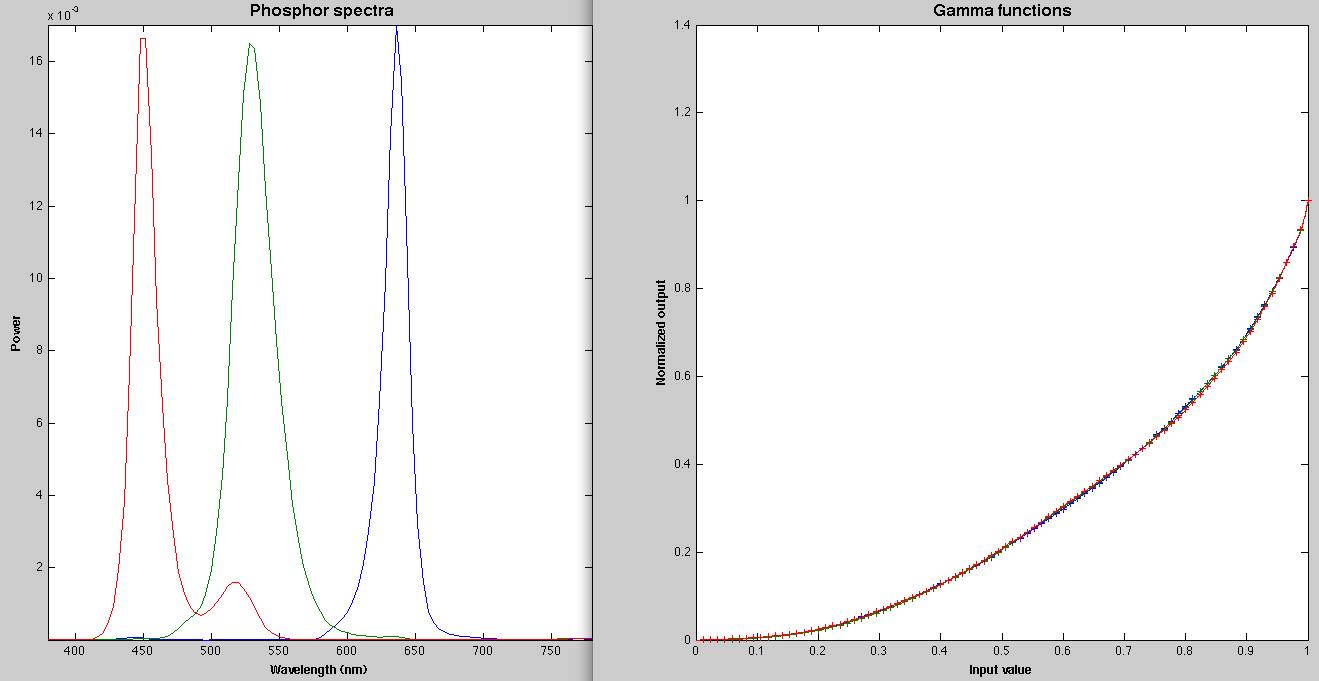 Phosphor spectra
x 10⁻³
16
14
12
10
8
6
4
2
Power
400 450 500 550 600 650 700 750
Wavelength (nm)
Gamma functions
1.4
1.2
1
0.8
0.6
0.4
0.2
0
Normalized output
0 0.1 0.2 0.3 0.4 0.5 0.6 0.7 0.8 0.9 1
Input value